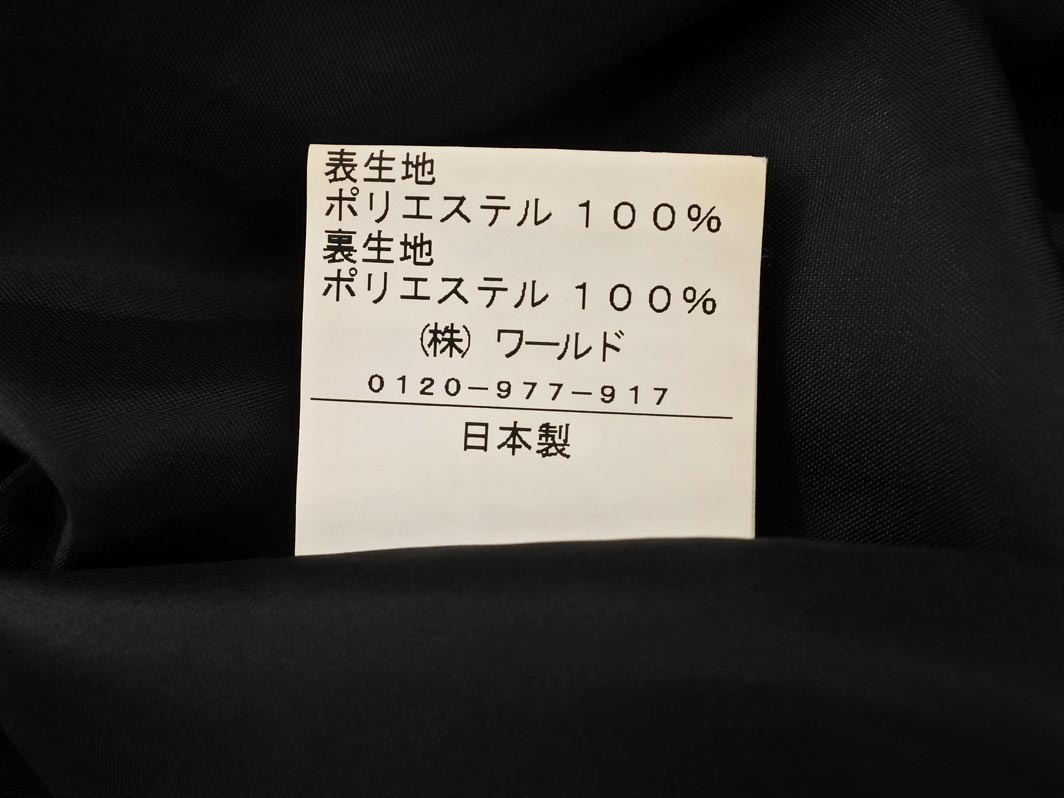 表生地
ポリエステル １００％
裏生地
ポリエステル １００％
㈱ ワールド
０１２０－９７７－９１７
日本製